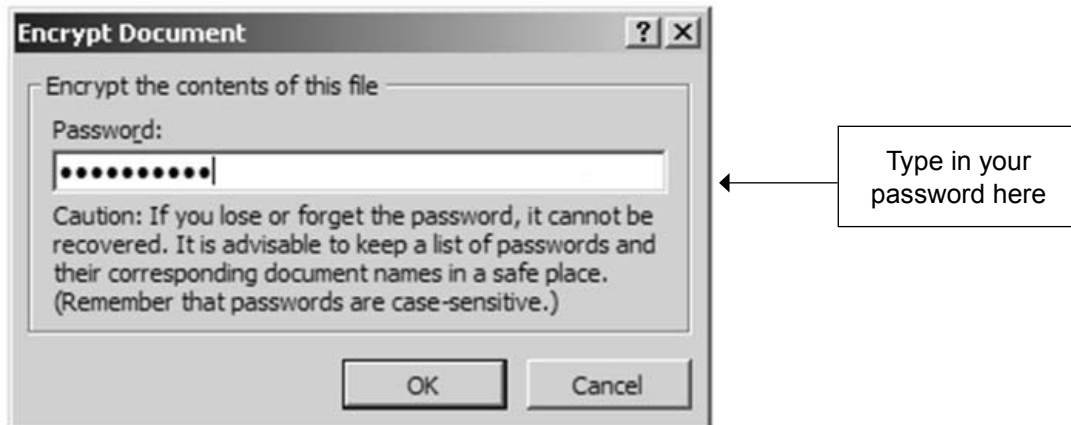 Encrypt Document
Encrypt the contents of this file
Password:
••••••••••
Caution: If you lose or forget the password, it cannot be
recovered. It is advisable to keep a list of passwords and
their corresponding document names in a safe place.
(Remember that passwords are case-sensitive.)
OK
Cancel
Type in your
password here